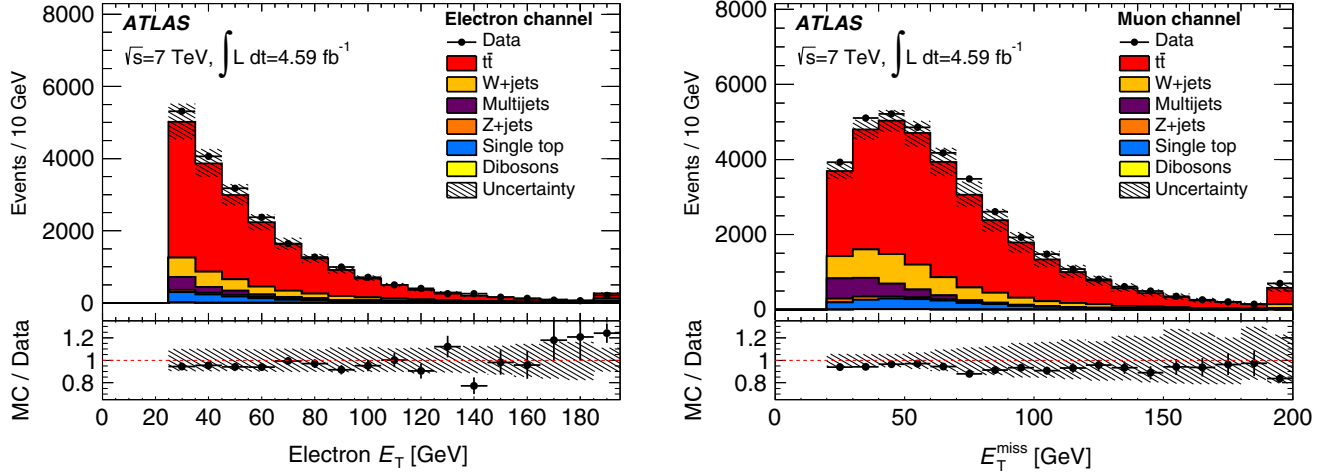 ATLAS
√s=7 TeV, ∫L dt=4.59 fb⁻¹
Electron channel
Data
tt̄
W+jets
Multijets
Z+jets
Single top
Dibosons
Uncertainty
Events / 10 GeV
8000
6000
4000
2000
0
MC / Data
1.2
1
0.8
0 20 40 60 80 100 120 140 160 180
Electron E_T [GeV]
ATLAS
√s=7 TeV, ∫L dt=4.59 fb⁻¹
Muon channel
Data
tt̄
W+jets
Multijets
Z+jets
Single top
Dibosons
Uncertainty
Events / 10 GeV
8000
6000
4000
2000
0
MC / Data
1.2
1
0.8
0 50 100 150 200
E_T^miss [GeV]